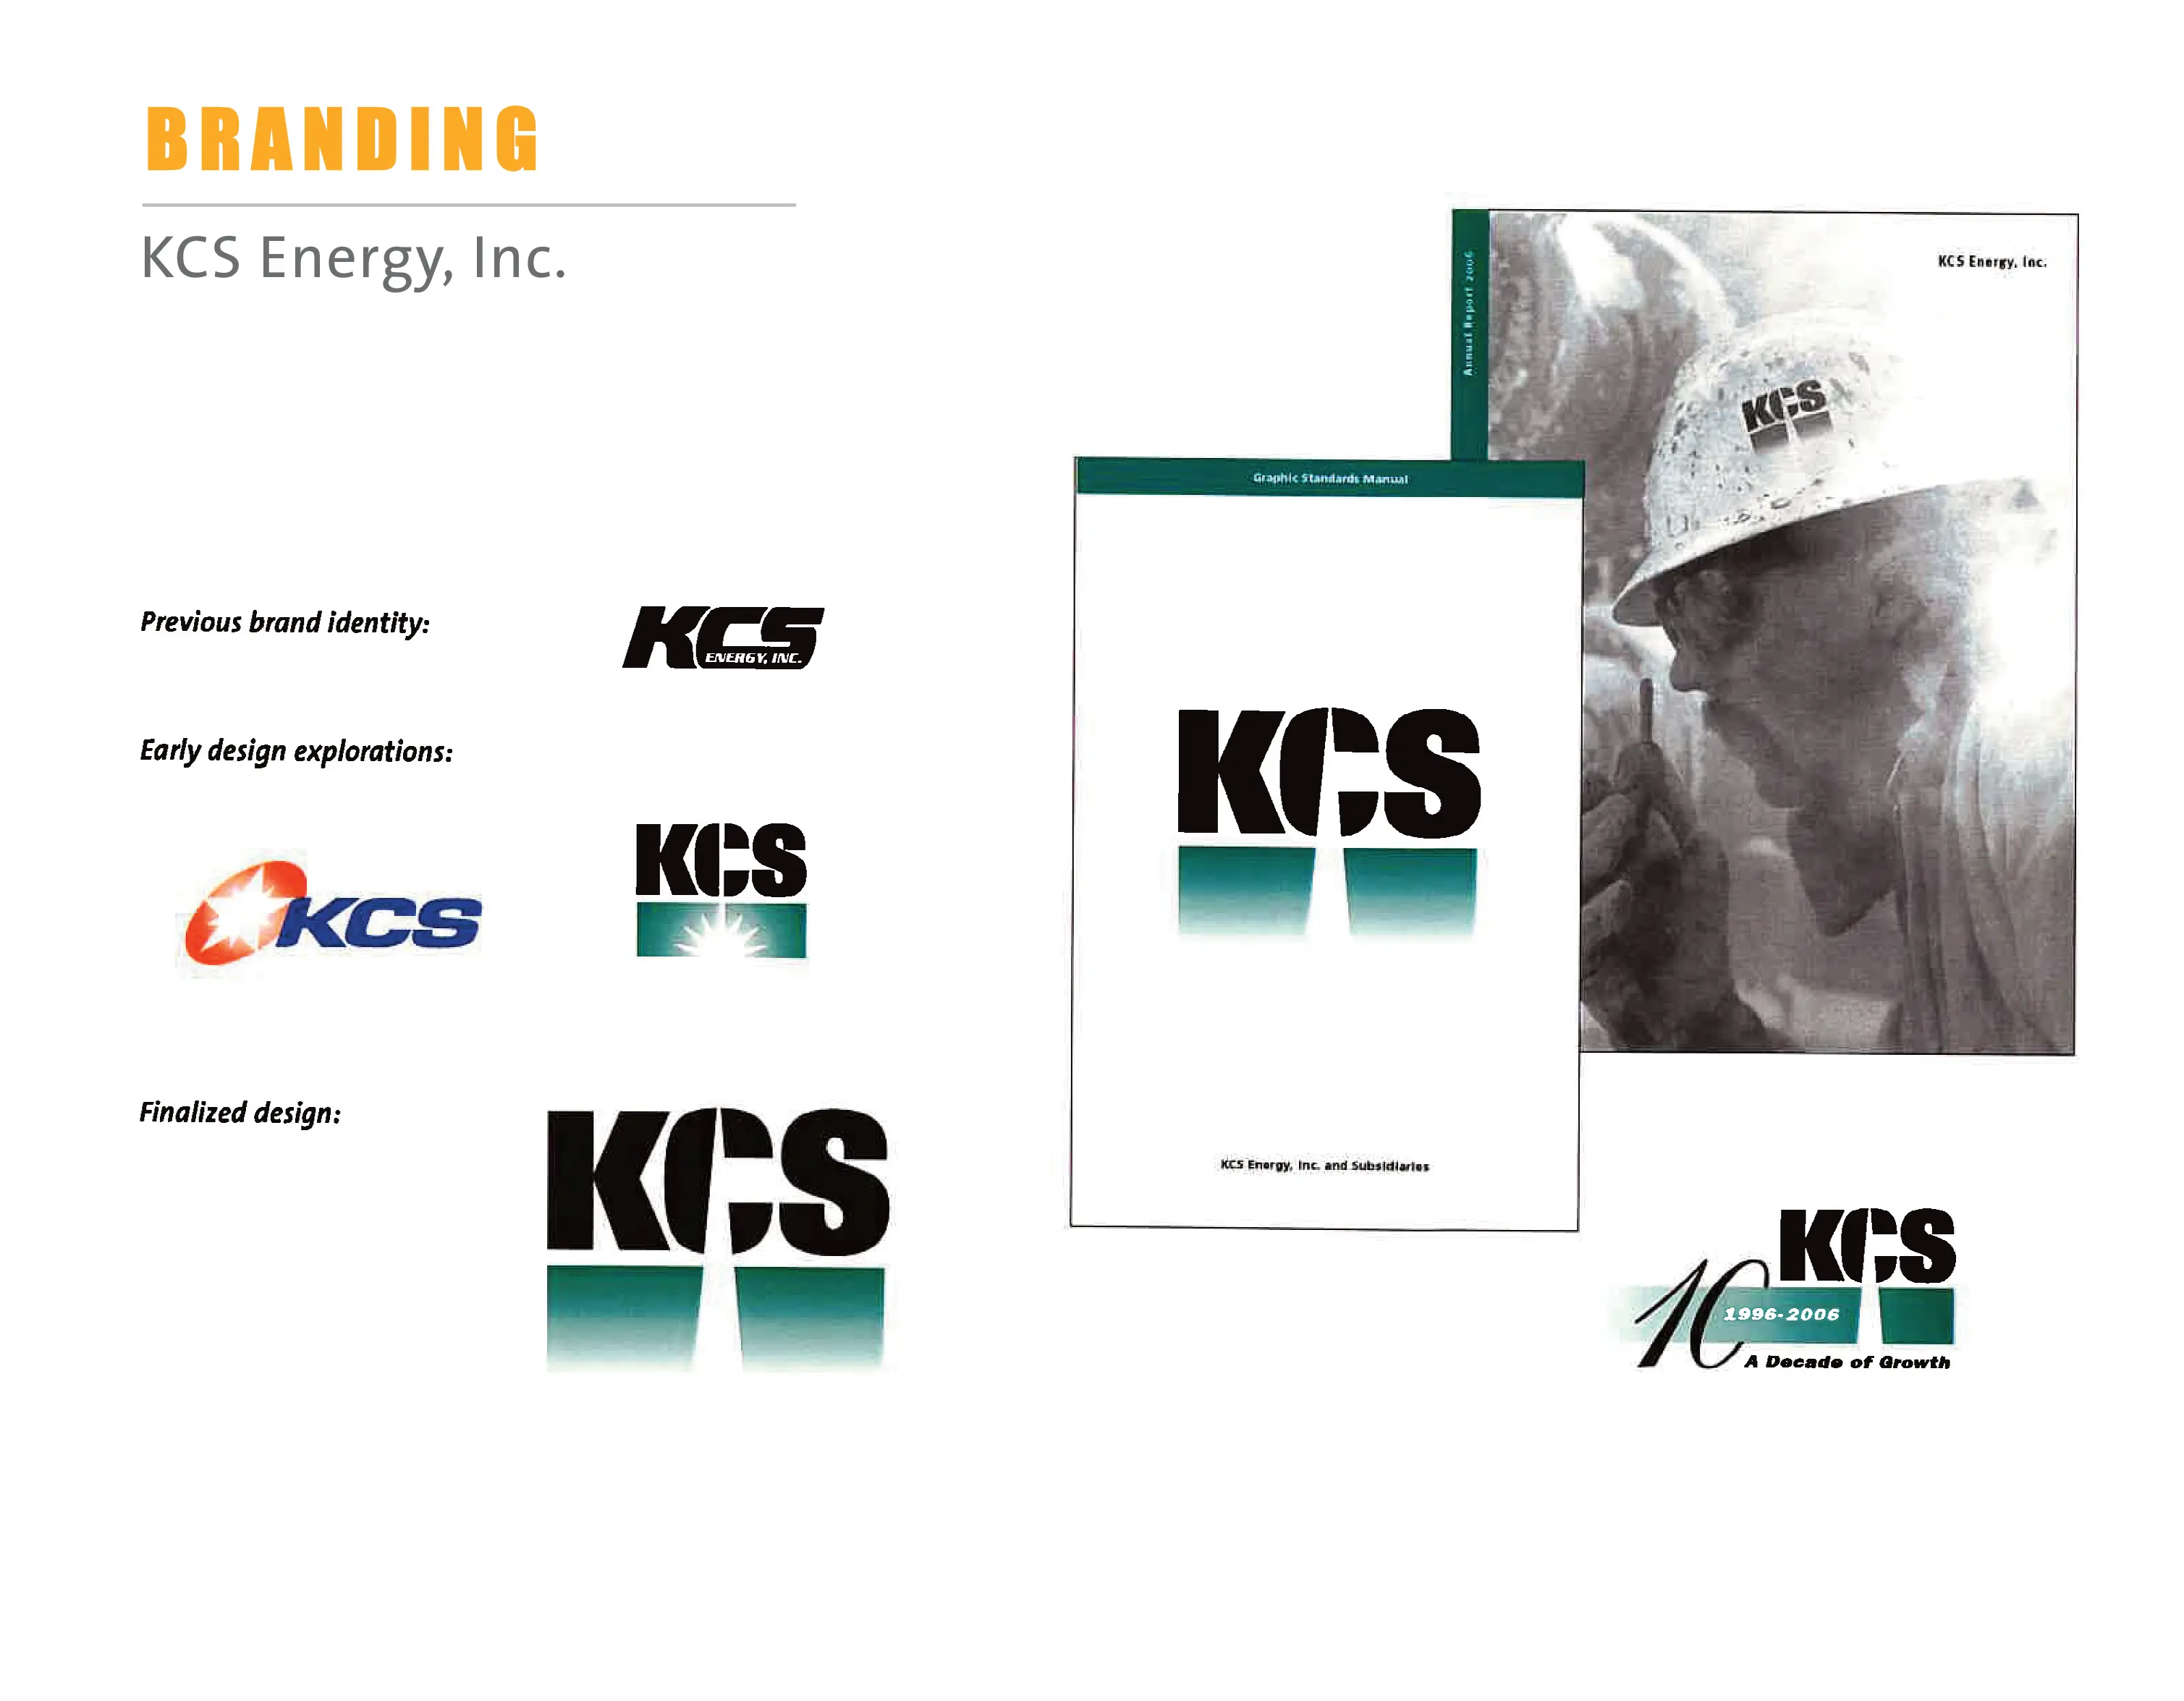 BRANDING
KCS Energy, Inc.
Previous brand identity:
KCS
ENERGY, INC.
Early design explorations:
KCS
KCS
Finalized design:
KCS
Annual Report 2006
KCS Energy, Inc.
KCS
Graphic Standards Manual
KCS
KCS Energy, Inc. and Subsidiaries
KCS
10
1996-2006
A Decade of Growth